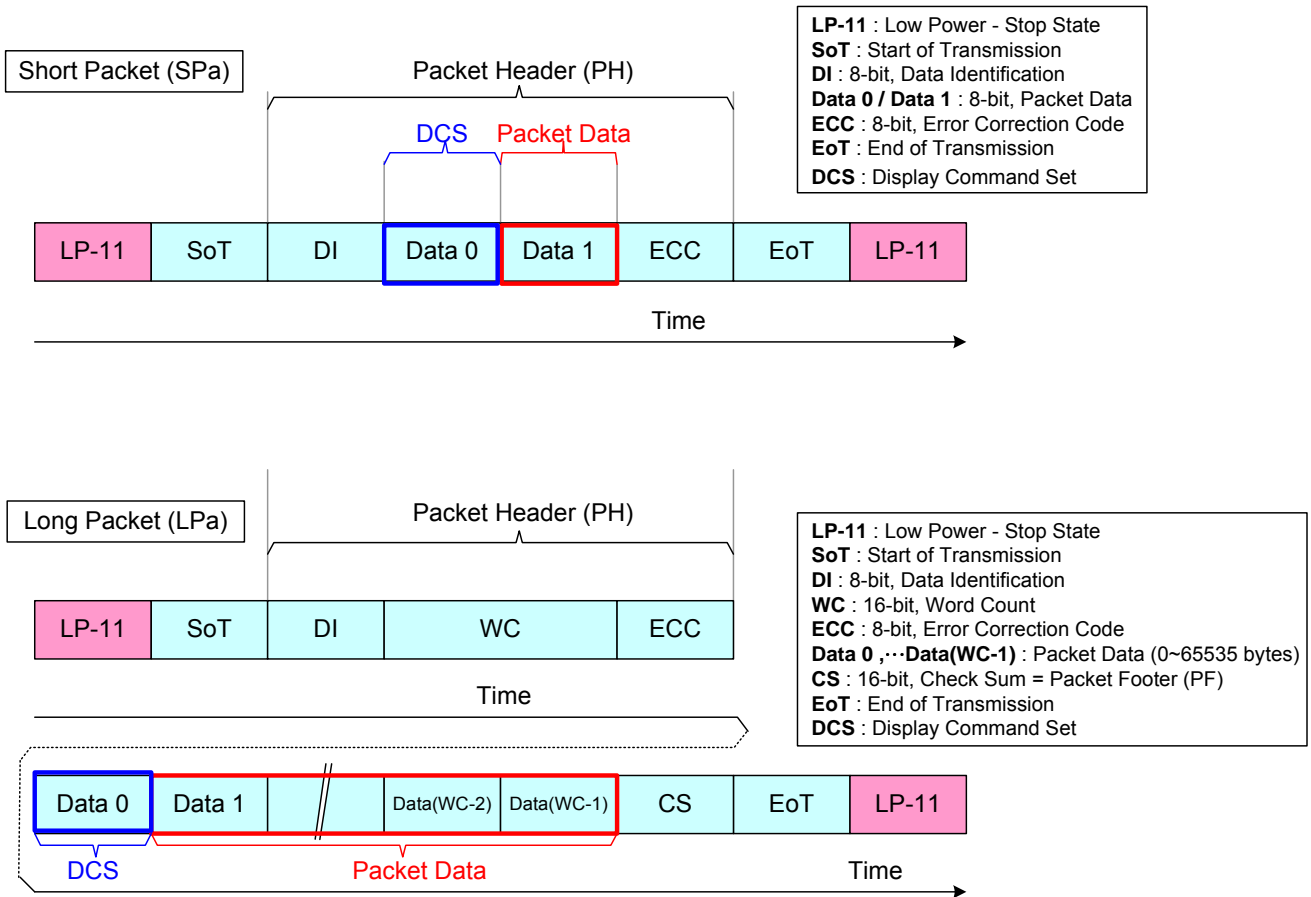 Short Packet (SPa)
Packet Header (PH)
DCS
Packet Data
LP-11
SoT
DI
Data 0
Data 1
ECC
EoT
LP-11
Time
LP-11 : Low Power - Stop State
SoT : Start of Transmission
DI : 8-bit, Data Identification
Data 0 / Data 1 : 8-bit, Packet Data
ECC : 8-bit, Error Correction Code
EoT : End of Transmission
DCS : Display Command Set
Long Packet (LPa)
Packet Header (PH)
LP-11
SoT
DI
WC
ECC
Time
LP-11 : Low Power - Stop State
SoT : Start of Transmission
DI : 8-bit, Data Identification
WC : 16-bit, Word Count
ECC : 8-bit, Error Correction Code
Data 0 ,⋯Data(WC-1) : Packet Data (0~65535 bytes)
CS : 16-bit, Check Sum = Packet Footer (PF)
EoT : End of Transmission
DCS : Display Command Set
Data 0
Data 1
Data(WC-2)
Data(WC-1)
CS
EoT
LP-11
DCS
Packet Data
Time